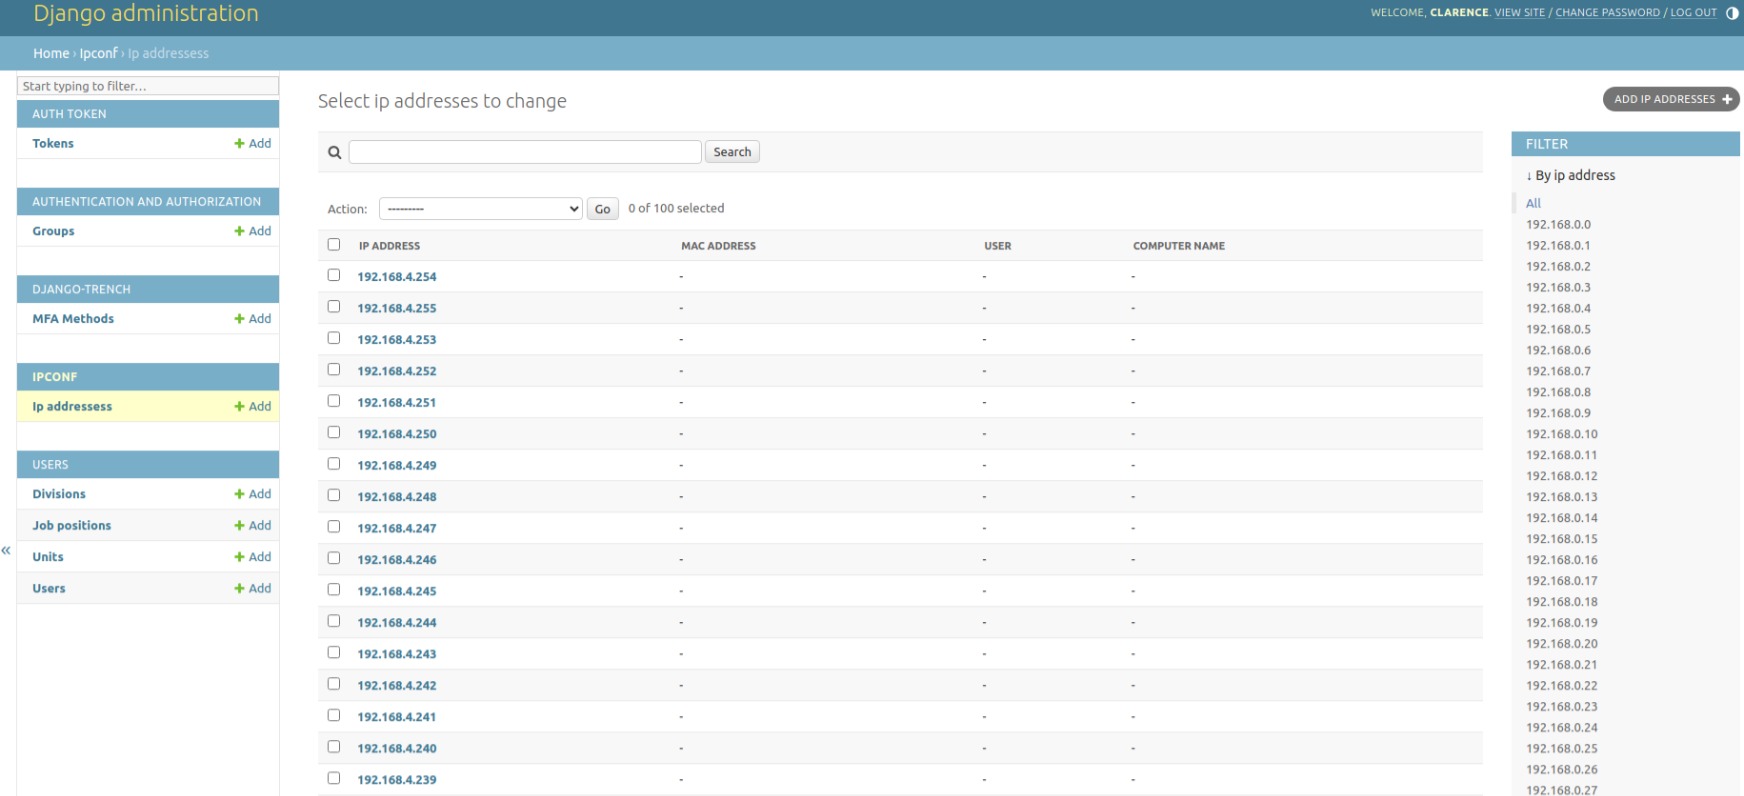 Django administration
WELCOME, CLARENCE. VIEW SITE / CHANGE PASSWORD / LOG OUT
Home › Ipconf › Ip addressess
Start typing to filter...
AUTH TOKEN
Tokens + Add
AUTHENTICATION AND AUTHORIZATION
Groups + Add
DJANGO-TRENCH
MFA Methods + Add
IPCONF
Ip addressess + Add
USERS
Divisions + Add
Job positions + Add
Units + Add
Users + Add
«
Select ip addresses to change
ADD IP ADDRESSES +
Search
Action: --------- Go 0 of 100 selected
IP ADDRESS MAC ADDRESS USER COMPUTER NAME
192.168.4.254 - - -
192.168.4.255 - - -
192.168.4.253 - - -
192.168.4.252 - - -
192.168.4.251 - - -
192.168.4.250 - - -
192.168.4.249 - - -
192.168.4.248 - - -
192.168.4.247 - - -
192.168.4.246 - - -
192.168.4.245 - - -
192.168.4.244 - - -
192.168.4.243 - - -
192.168.4.242 - - -
192.168.4.241 - - -
192.168.4.240 - - -
192.168.4.239 - - -
FILTER
↓ By ip address
All
192.168.0.0
192.168.0.1
192.168.0.2
192.168.0.3
192.168.0.4
192.168.0.5
192.168.0.6
192.168.0.7
192.168.0.8
192.168.0.9
192.168.0.10
192.168.0.11
192.168.0.12
192.168.0.13
192.168.0.14
192.168.0.15
192.168.0.16
192.168.0.17
192.168.0.18
192.168.0.19
192.168.0.20
192.168.0.21
192.168.0.22
192.168.0.23
192.168.0.24
192.168.0.25
192.168.0.26
192.168.0.27